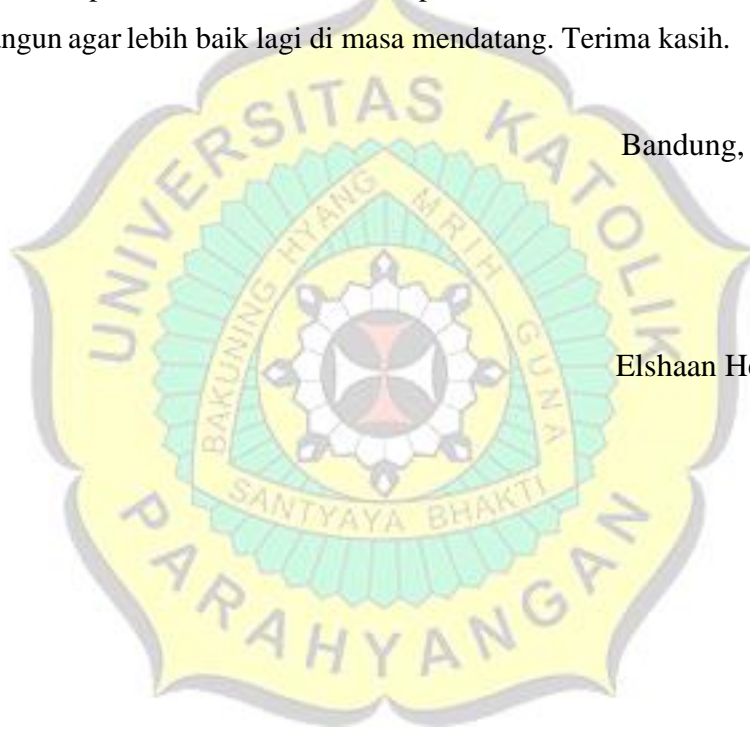 angun agar lebih baik lagi di masa mendatang. Terima kasih.
UNIVERSITAS KATOLIK
Bandung,
BAKUNING HYANG MRIH GUNA
Elshaan
SANTYAYA BHAKTI
PARAHYANGAN